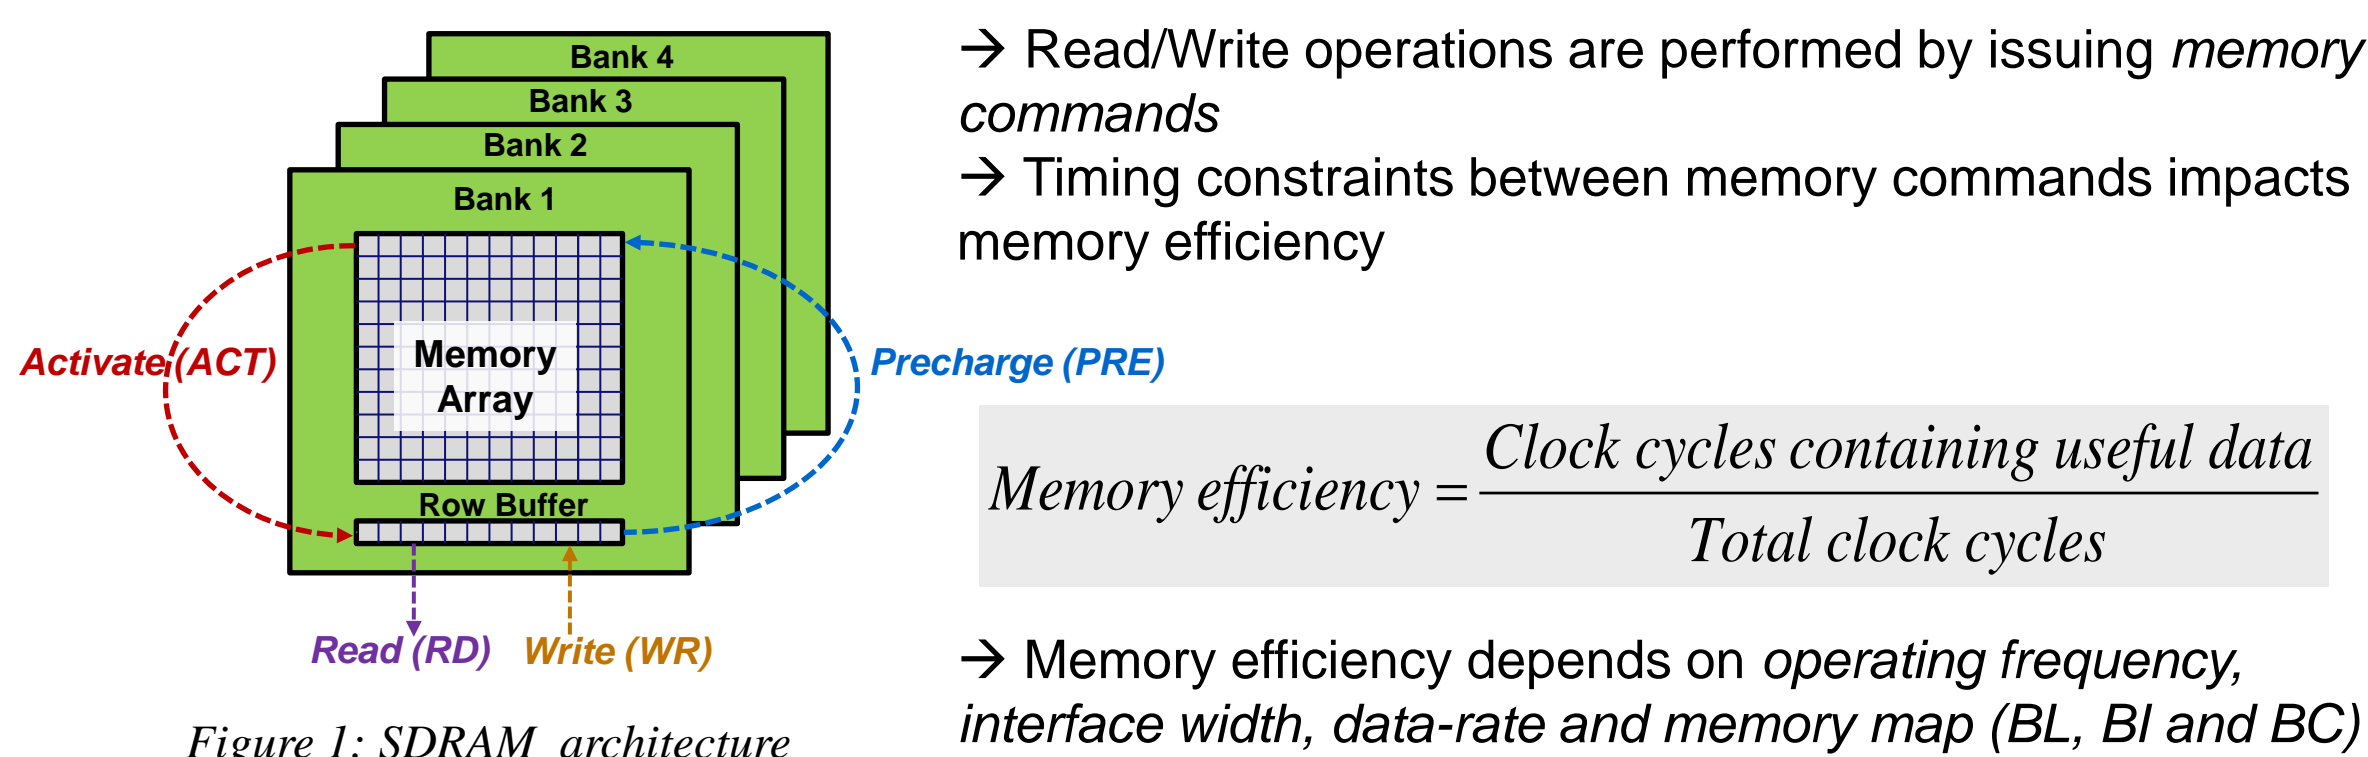 Bank 4
Bank 3
Bank 2
Bank 1
Memory
Array
Row Buffer
Activate (ACT)
Precharge (PRE)
Read (RD)
Write (WR)
Figure 1: SDRAM architecture
→ Read/Write operations are performed by issuing memory
commands
→ Timing constraints between memory commands impacts
memory efficiency
Memory efficiency = Clock cycles containing useful data
Total clock cycles
→ Memory efficiency depends on operating frequency,
interface width, data-rate and memory map (BL, BI and BC)